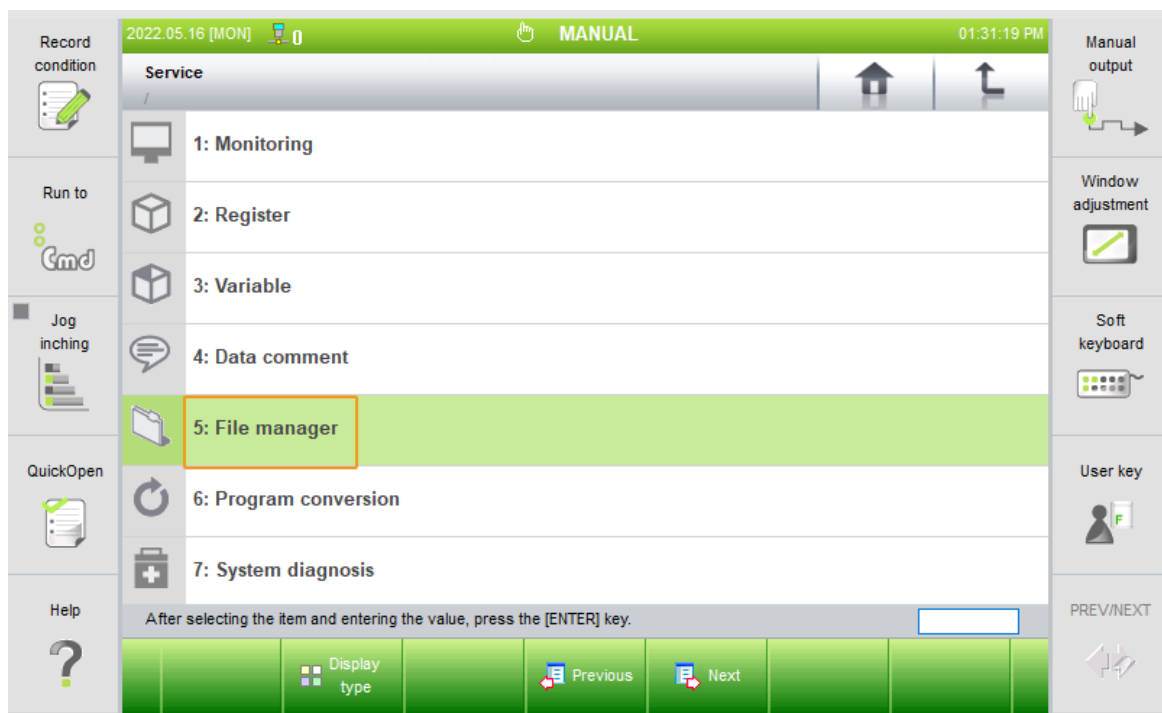 Record
condition
Run to
Cmd
Jog
inching
QuickOpen
Help
2022.05.16 [MON]
0
MANUAL
01:31:19 PM
Service
/
1: Monitoring
2: Register
3: Variable
4: Data comment
5: File manager
6: Program conversion
7: System diagnosis
After selecting the item and entering the value, press the [ENTER] key.
Display
type
Previous
Next
Manual
output
Window
adjustment
Soft
keyboard
User key
F
PREV/NEXT